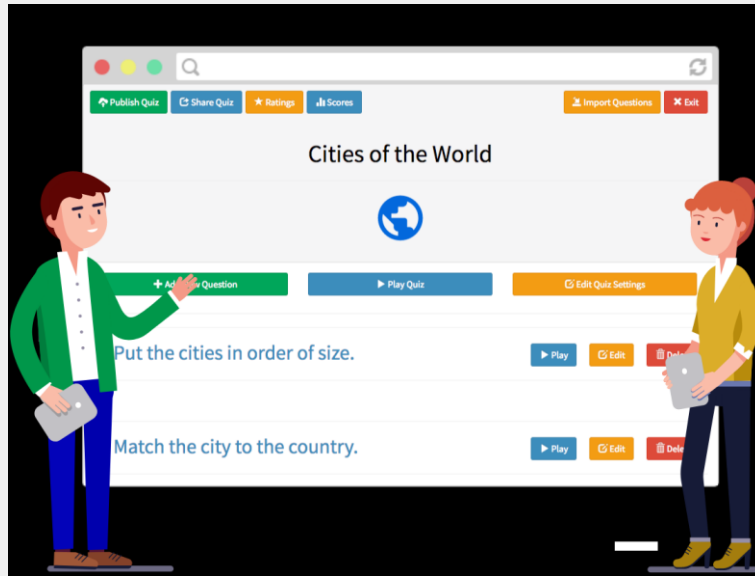 Publish Quiz Share Quiz Ratings Scores Import Questions Exit
Cities of the World
Question Play Quiz Edit Quiz Settings
Put the cities in order of size.
Play Edit
Match the city to the country.
Play Edit